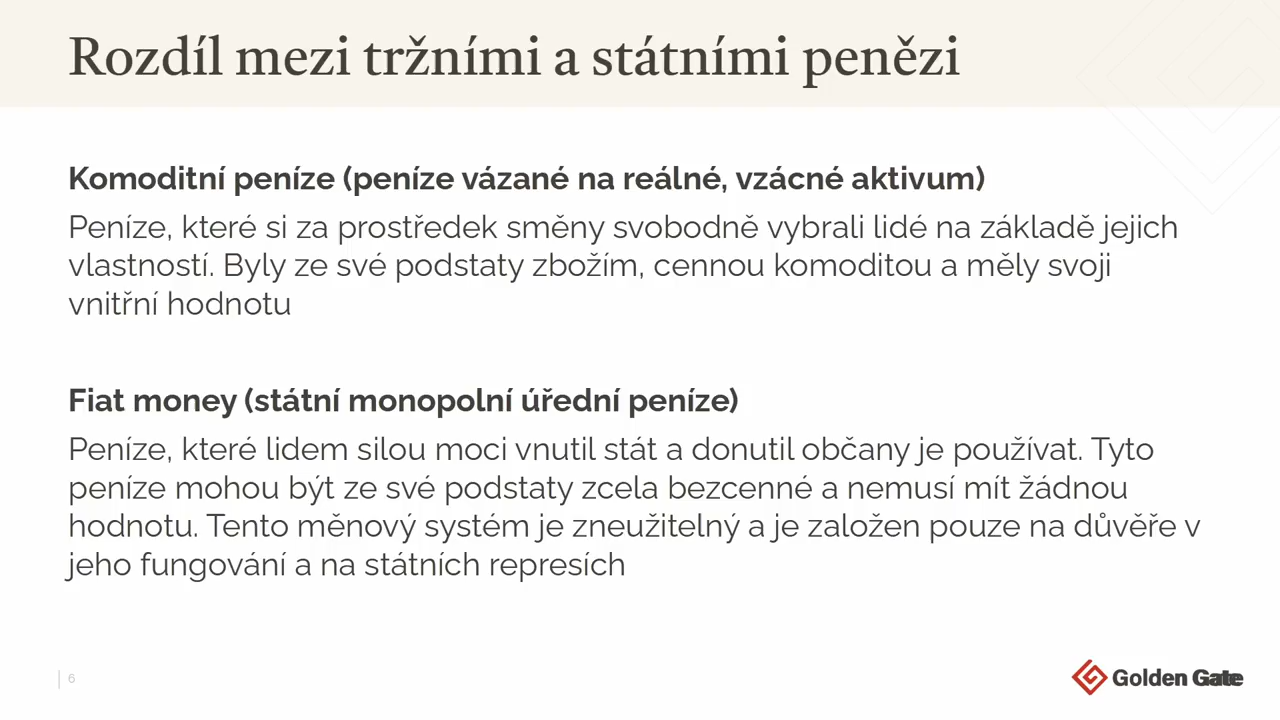 Rozdíl mezi tržními a státními penězi
Komoditní peníze (peníze vázané na reálné, vzácné aktivum)
Peníze, které si za prostředek směny svobodně vybrali lidé na základě jejich
vlastností. Byly ze své podstaty zbožím, cennou komoditou a měly svoji
vnitřní hodnotu
Fiat money (státní monopolní úřední peníze)
Peníze, které lidem silou moci vnutil stát a donutil občany je používat. Tyto
peníze mohou být ze své podstaty zcela bezcenné a nemusí mít žádnou
hodnotu. Tento měnový systém je zneužitelný a je založen pouze na důvěře v
jeho fungování a na státních represích
6
Golden Gate